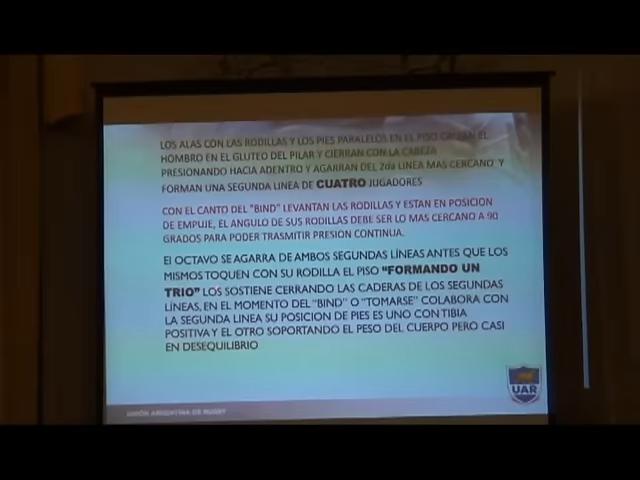 LOS ALAS CON LAS RODILLAS Y LOS PIES PARALELOS EN EL PISO CALZAN EL
HOMBRO EN EL GLUTEO DEL PILAR Y CIERRAN CON LA CABEZA
PRESIONANDO HACIA ADENTRO Y AGARRAN DEL 2da LINEA MAS CERCANO Y
FORMAN UNA SEGUNDA LINEA DE CUATRO JUGADORES
CON EL CANTO DEL "BIND" LEVANTAN LAS RODILLAS Y ESTAN EN POSICION
DE EMPUJE, EL ANGULO DE SUS RODILLAS DEBE SER LO MAS CERCANO A 90
GRADOS PARA PODER TRASMITIR PRESION CONTINUA.
El OCTAVO SE AGARRA DE AMBOS SEGUNDAS LÍNEAS ANTES QUE LOS
MISMOS TOQUEN CON SU RODILLA EL PISO "FORMANDO UN
TRIO" LOS SOSTIENE CERRANDO LAS CADERAS DE LOS SEGUNDAS
LÍNEAS, EN EL MOMENTO DEL "BIND" O "TOMARSE" COLABORA CON
LA SEGUNDA LINEA SU POSICION DE PIES ES UNO CON TIBIA
POSITIVA Y EL OTRO SOPORTANDO EL PESO DEL CUERPO PERO CASI
EN DESEQUILIBRIO
UAR
UNIÓN ARGENTINA DE RUGBY